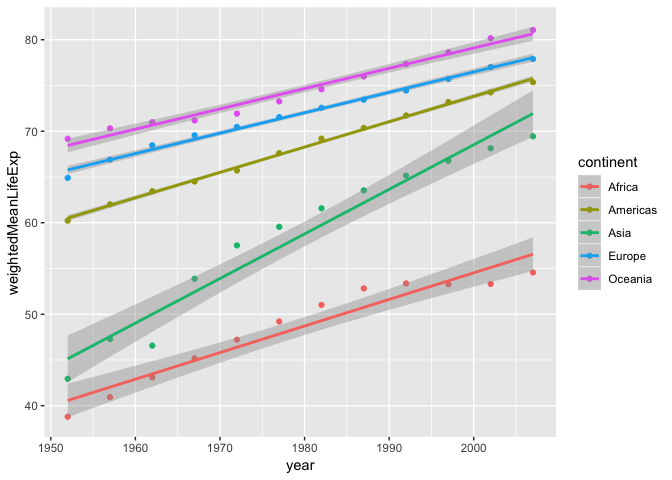 80
70
60
50
40
weightedMeanLifeExp
1950 1960 1970 1980 1990 2000
year
continent
Africa
Americas
Asia
Europe
Oceania